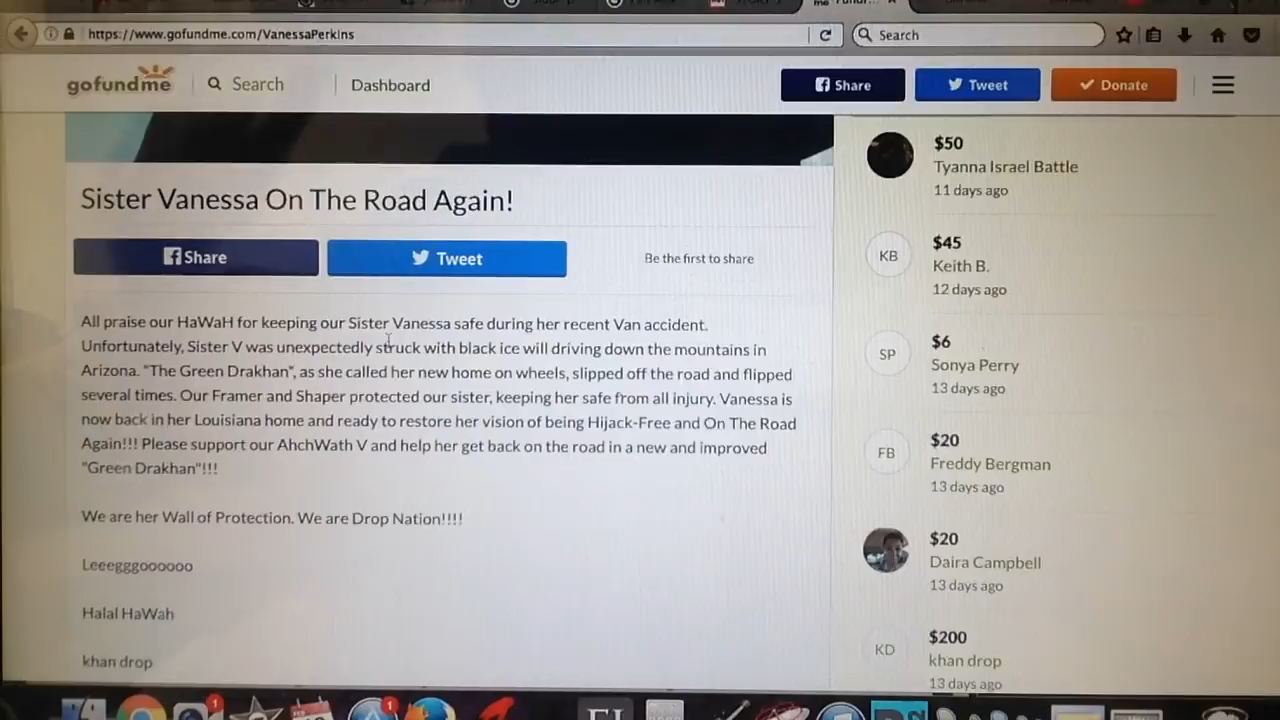 https://www.gofundme.com/VanessaPerkins
Search
gofundme
Search
Dashboard
Share
Tweet
Donate
Sister Vanessa On The Road Again!
Share
Tweet
Be the first to share
All praise our HaWaH for keeping our Sister Vanessa safe during her recent Van accident.
Unfortunately, Sister V was unexpectedly struck with black ice will driving down the mountains in
Arizona. "The Green Drakhan", as she called her new home on wheels, slipped off the road and flipped
several times. Our Framer and Shaper protected our sister, keeping her safe from all injury. Vanessa is
now back in her Louisiana home and ready to restore her vision of being Hijack-Free and On The Road
Again!!! Please support our AhchWath V and help her get back on the road in a new and improved
"Green Drakhan"!!!
We are her Wall of Protection. We are Drop Nation!!!!
Leeegggoooooo
Halal HaWah
khan drop
$50
Tyanna Israel Battle
11 days ago
KB
$45
Keith B.
12 days ago
SP
$6
Sonya Perry
13 days ago
FB
$20
Freddy Bergman
13 days ago
$20
Daira Campbell
13 days ago
KD
$200
khan drop
13 days ago
1
1